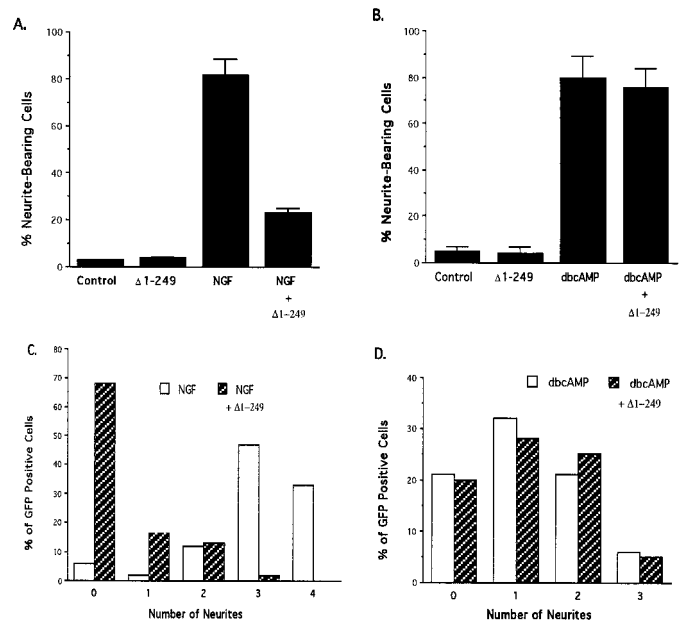 A.
% Neurite-Bearing Cells
100
80
60
40
20
0
Control Δ1-249 NGF NGF
+
Δ1-249
B.
% Neurite-Bearing Cells
100
80
60
40
20
0
Control Δ1-249 dbcAMP dbcAMP
+
Δ1-249
C.
% of GFP Positive Cells
80
70
60
50
40
30
20
10
0
NGF NGF
+ Δ1-249
0 1 2 3 4
Number of Neurites
D.
% of GFP Positive Cells
40
30
20
10
0
dbcAMP dbcAMP
+ Δ1-249
0 1 2 3
Number of Neurites